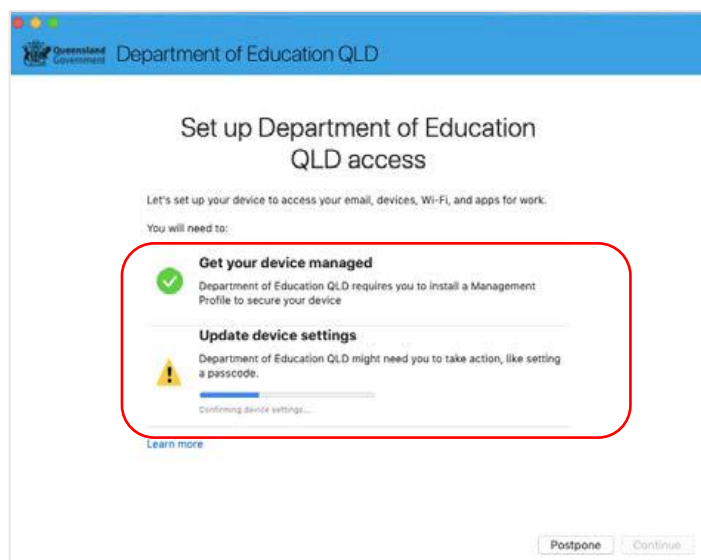 Queensland
Government
Department of Education QLD
Set up Department of Education
QLD access
Let's set up your device to access your email, devices, Wi-Fi, and apps for work.
You will need to:
Get your device managed
Department of Education QLD requires you to install a Management
Profile to secure your device
Update device settings
Department of Education QLD might need you to take action, like setting
a passcode.
Confirming device settings...
Learn more
Postpone
Continue